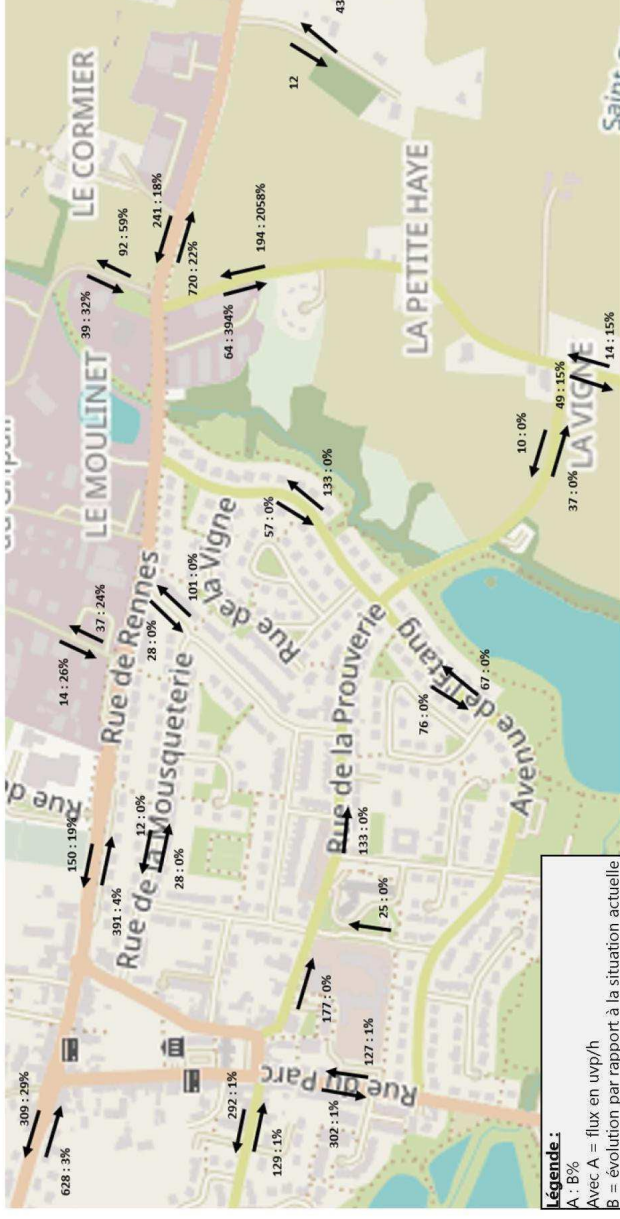 LE CORMIER
43
12
92 : 59%
241 : 18%
39 : 32%
720 : 22%
194 : 2058%
64 : 394%
LE MOULINET
LA PETITE HAYE
LA VIGNE
49 : 15%
14 : 15%
10 : 0%
37 : 0%
133 : 0%
57 : 0%
Rue de la Vigne
101 : 0%
28 : 0%
37 : 24%
14 : 26%
Rue de Rennes
Rue de la Mousqueterie
Rue de la Prouverie
76 : 0%
67 : 0%
Avenue de l'Étang
Rue de
150 : 19%
391 : 4%
12 : 0%
28 : 0%
133 : 0%
25 : 0%
177 : 0%
127 : 1%
302 : 1%
Rue du Parc
292 : 1%
129 : 1%
309 : 29%
628 : 3%
Légende :
A : B%
Avec A = flux en uvp/h
B = évolution par rapport à la situation actuelle